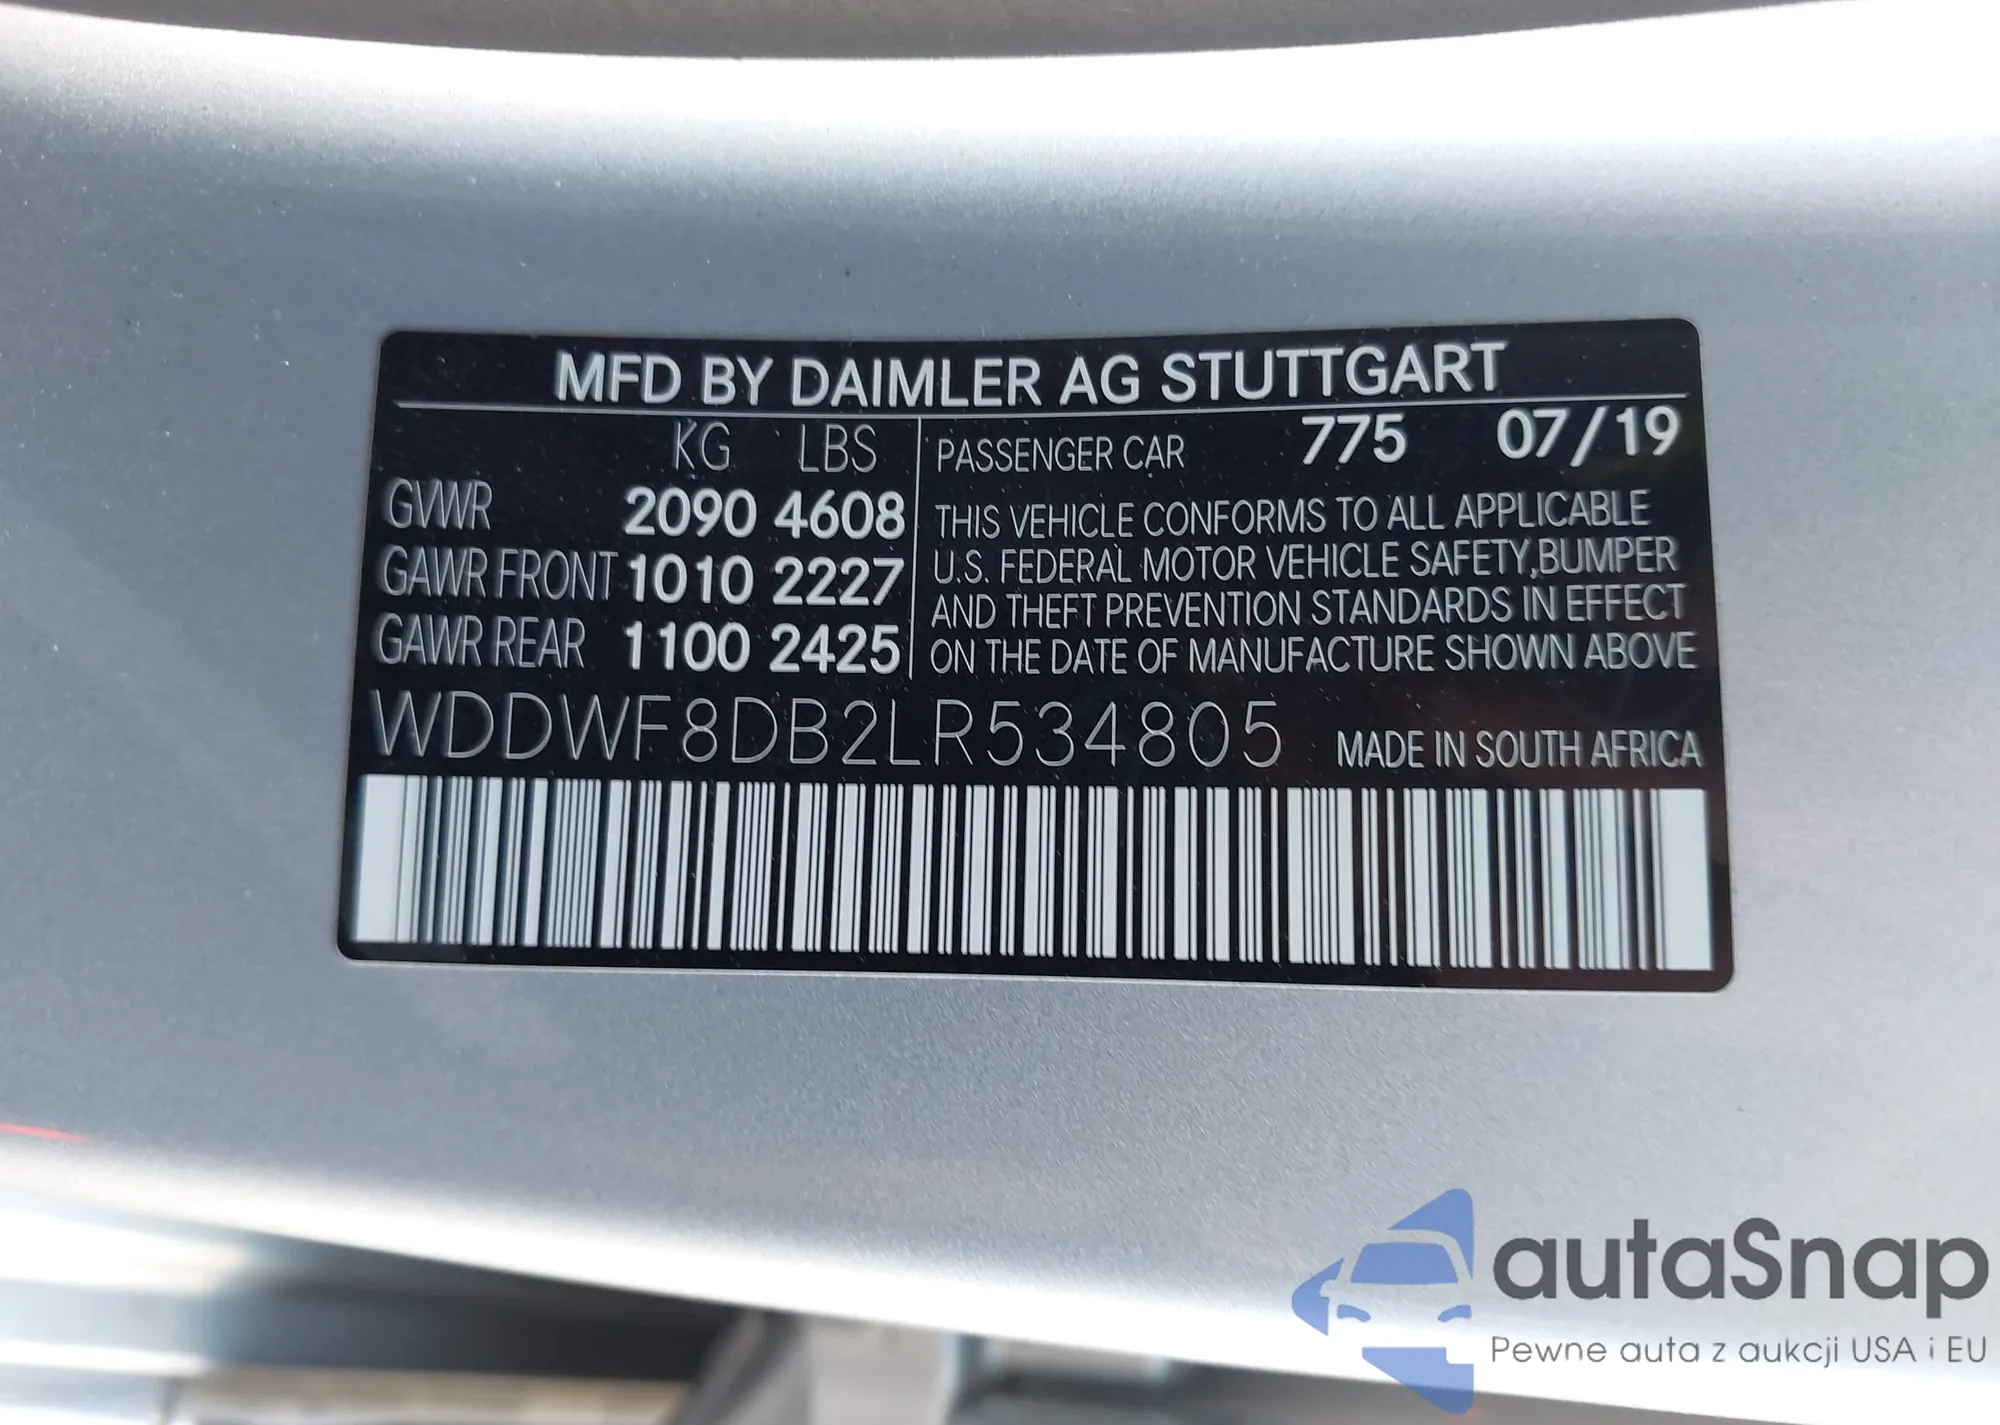 MFD BY DAIMLER AG STUTTGART
KG LBS
GVWR 2090 4608
GAWR FRONT 1010 2227
GAWR REAR 1100 2425
PASSENGER CAR 775 07/19
THIS VEHICLE CONFORMS TO ALL APPLICABLE
U.S. FEDERAL MOTOR VEHICLE SAFETY,BUMPER
AND THEFT PREVENTION STANDARDS IN EFFECT
ON THE DATE OF MANUFACTURE SHOWN ABOVE
WDDWF8DB2LR534805 MADE IN SOUTH AFRICA
autaSnap
Pewne auta z aukcji USA i EU